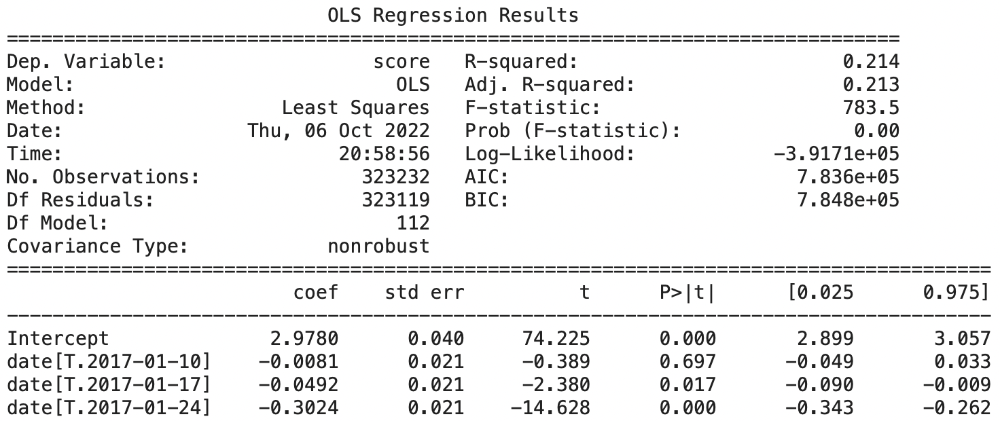 OLS Regression Results
==============================================================================
Dep. Variable:                  score   R-squared:                       0.214
Model:                            OLS   Adj. R-squared:                  0.213
Method:                 Least Squares   F-statistic:                     783.5
Date:                Thu, 06 Oct 2022   Prob (F-statistic):               0.00
Time:                        20:58:56   Log-Likelihood:            -3.9171e+05
No. Observations:              323232   AIC:                         7.836e+05
Df Residuals:                  323119   BIC:                         7.848e+05
Df Model:                         112
Covariance Type:            nonrobust
======================================================================================
                         coef    std err          t      P>|t|      [0.025      0.975]
--------------------------------------------------------------------------------------
Intercept              2.9780      0.040     74.225      0.000       2.899       3.057
date[T.2017-01-10]    -0.0081      0.021     -0.389      0.697      -0.049       0.033
date[T.2017-01-17]    -0.0492      0.021     -2.380      0.017      -0.090      -0.009
date[T.2017-01-24]    -0.3024      0.021    -14.628      0.000      -0.343      -0.262